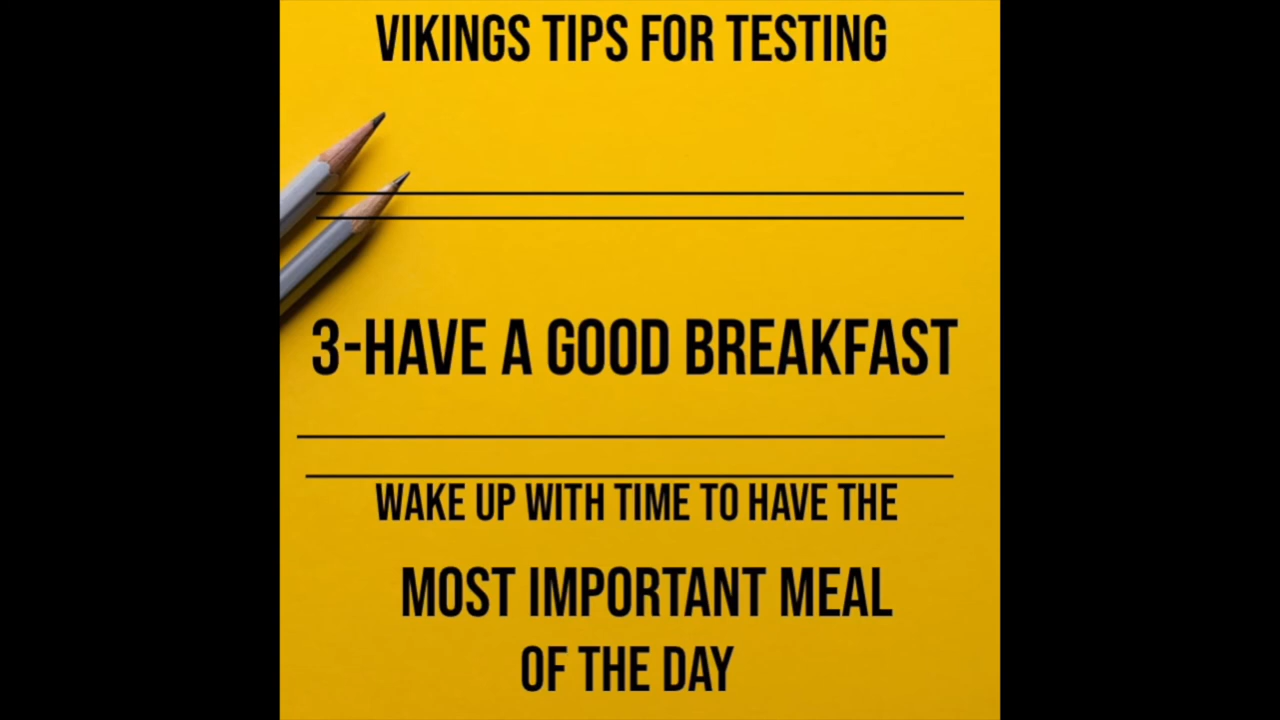 VIKINGS TIPS FOR TESTING
3-HAVE A GOOD BREAKFAST
WAKE UP WITH TIME TO HAVE THE
MOST IMPORTANT MEAL
OF THE DAY